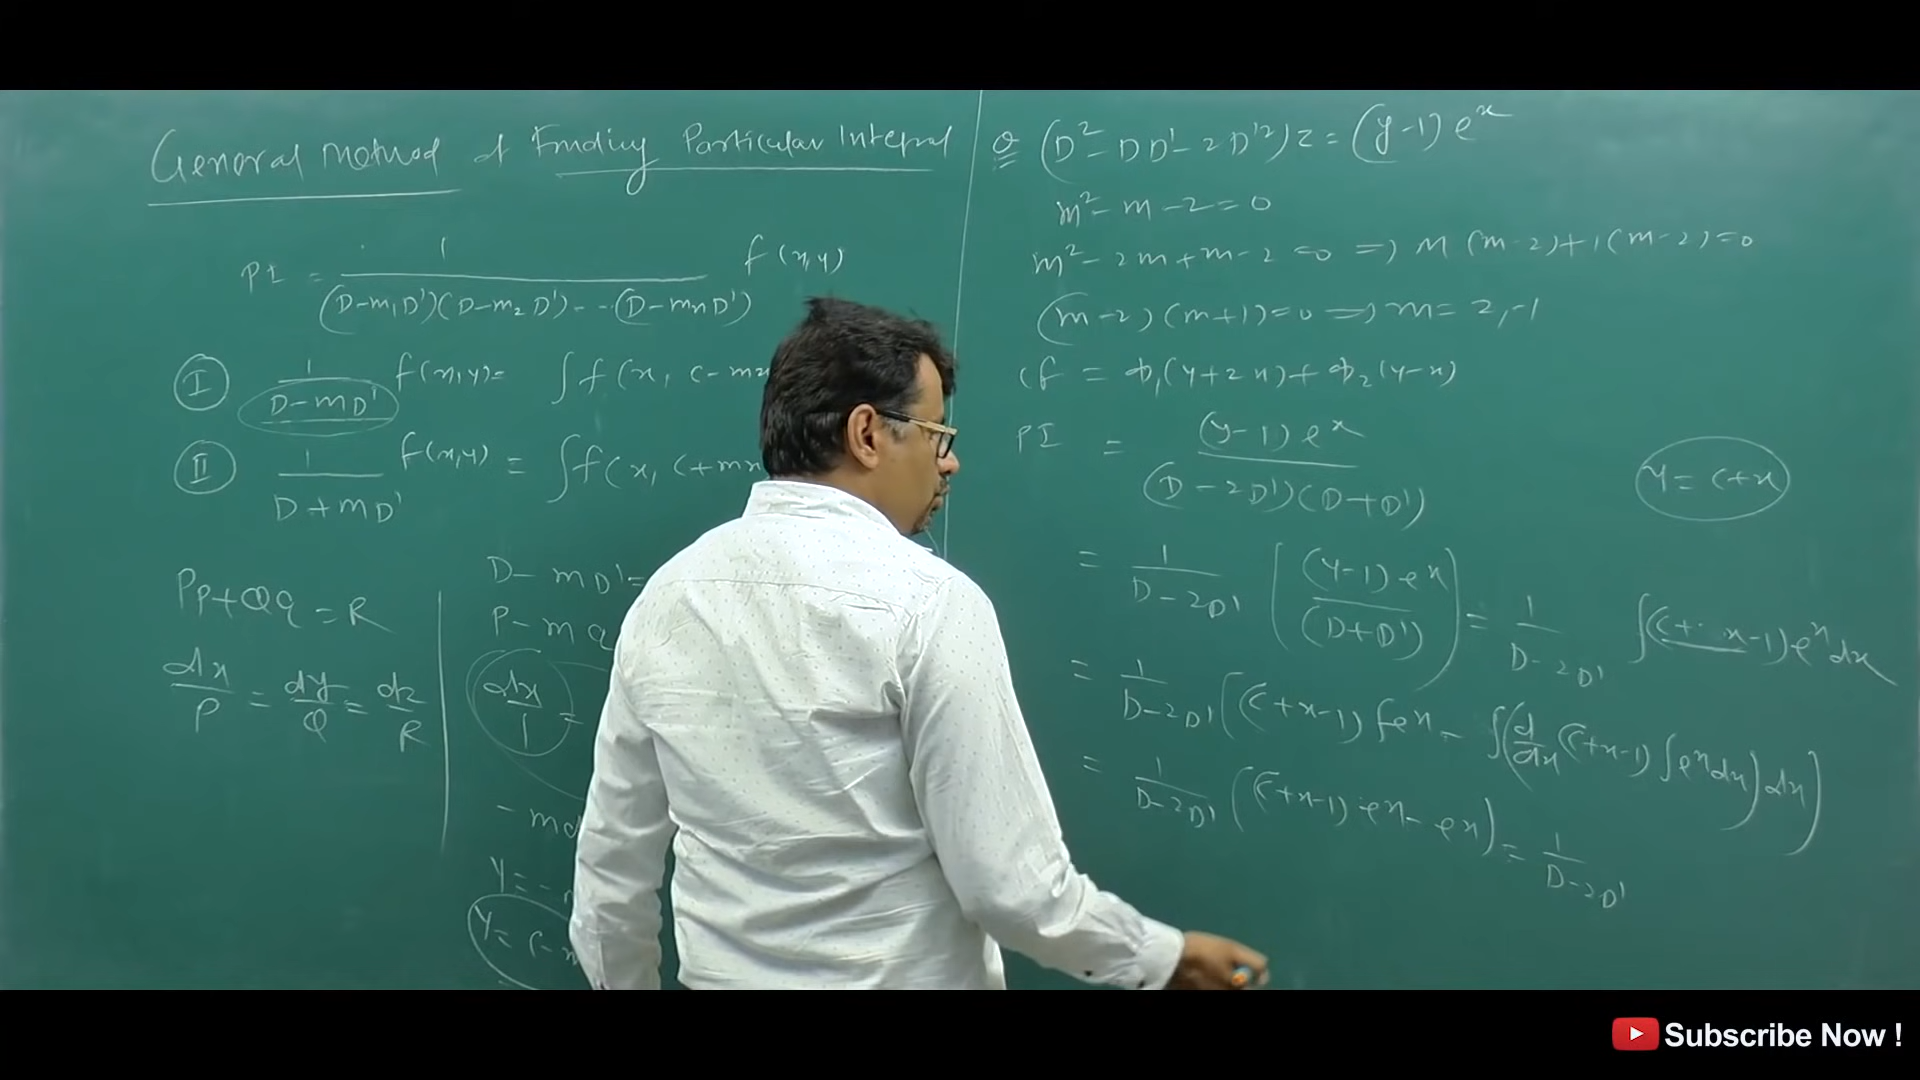 General Method of Finding Particular Integral
PI = 1 / (D-m₁D')(D-m₂D')---(D-mnD') f(x,y)
I 1/(D-mD') f(x,y) = ∫f(x, c-mx
II 1/(D+mD') f(x,y) = ∫f(x, c+mx
Pp+Qq=R
dx/P = dy/Q = dz/R
D-mD'=
P-mq
dx/1 =
-md
y=-
y=c-m
Q (D²-DD'-2D'²)z=(y-1)eˣ
m²-m-2=0
m²-2m+m-2=0 => m(m-2)+1(m-2)=0
(m-2)(m+1)=0 => m=2,-1
CF = Φ₁(y+2x)+Φ₂(y-x)
PI = (y-1)eˣ / (D-2D')(D+D')
y=c+x
= 1/(D-2D') ((y-1)eˣ/(D+D')) = 1/(D-2D') ∫(c+x-1)eˣdx
= 1/(D-2D') ((c+x-1)∫eˣ - ∫(d/dx (c+x-1)∫eˣdx)dx)
= 1/(D-2D') ((c+x-1)eˣ-eˣ) = 1/(D-2D')
Subscribe Now !